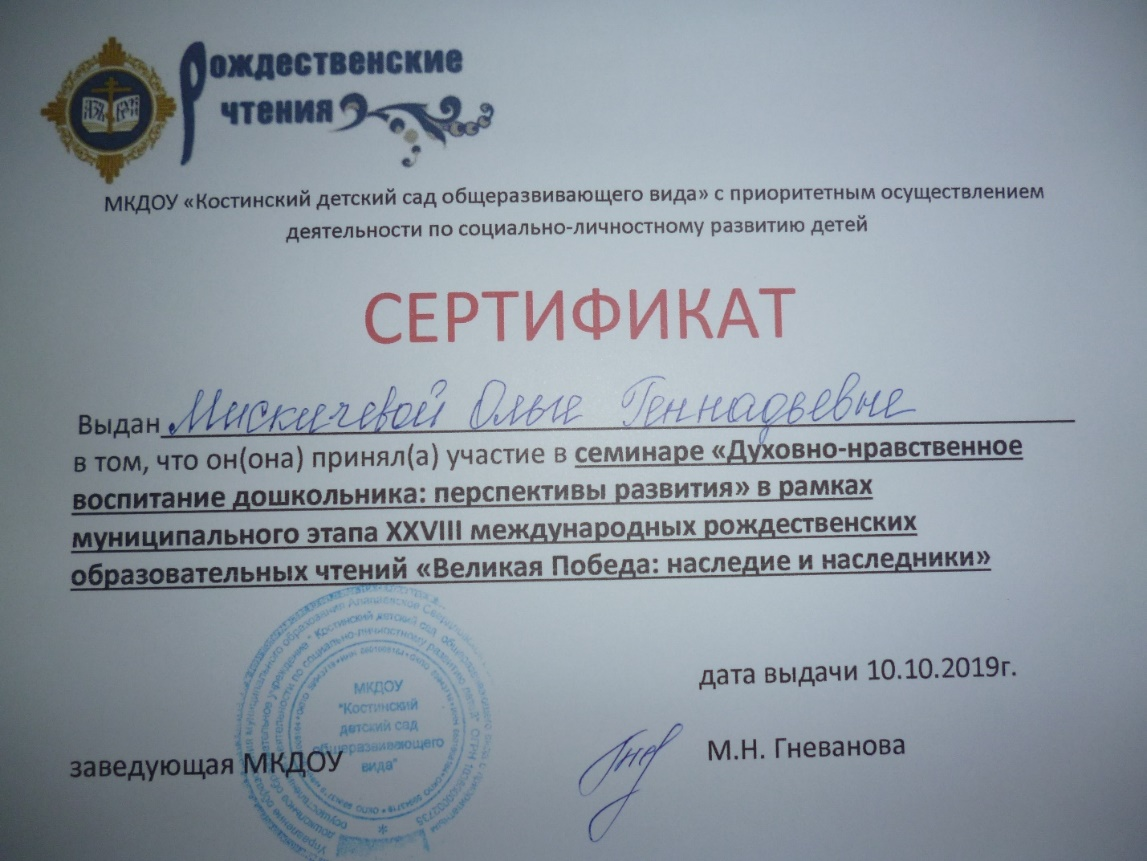 Рождественские
чтения
МКДОУ «Костинский детский сад общеразвивающего вида» с приоритетным осуществлением
деятельности по социально-личностному развитию детей
СЕРТИФИКАТ
Выдан Мискичевой Ольге Геннадьевне
в том, что он(она) принял(а) участие в семинаре «Духовно-нравственное
воспитание дошкольника: перспективы развития» в рамках
муниципального этапа XXVIII международных рождественских
образовательных чтений «Великая Победа: наследие и наследники»
дата выдачи 10.10.2019г.
МКДОУ
"Костинский
детский сад
общеразвивающего
вида"
заведующая МКДОУ
М.Н. Гневанова